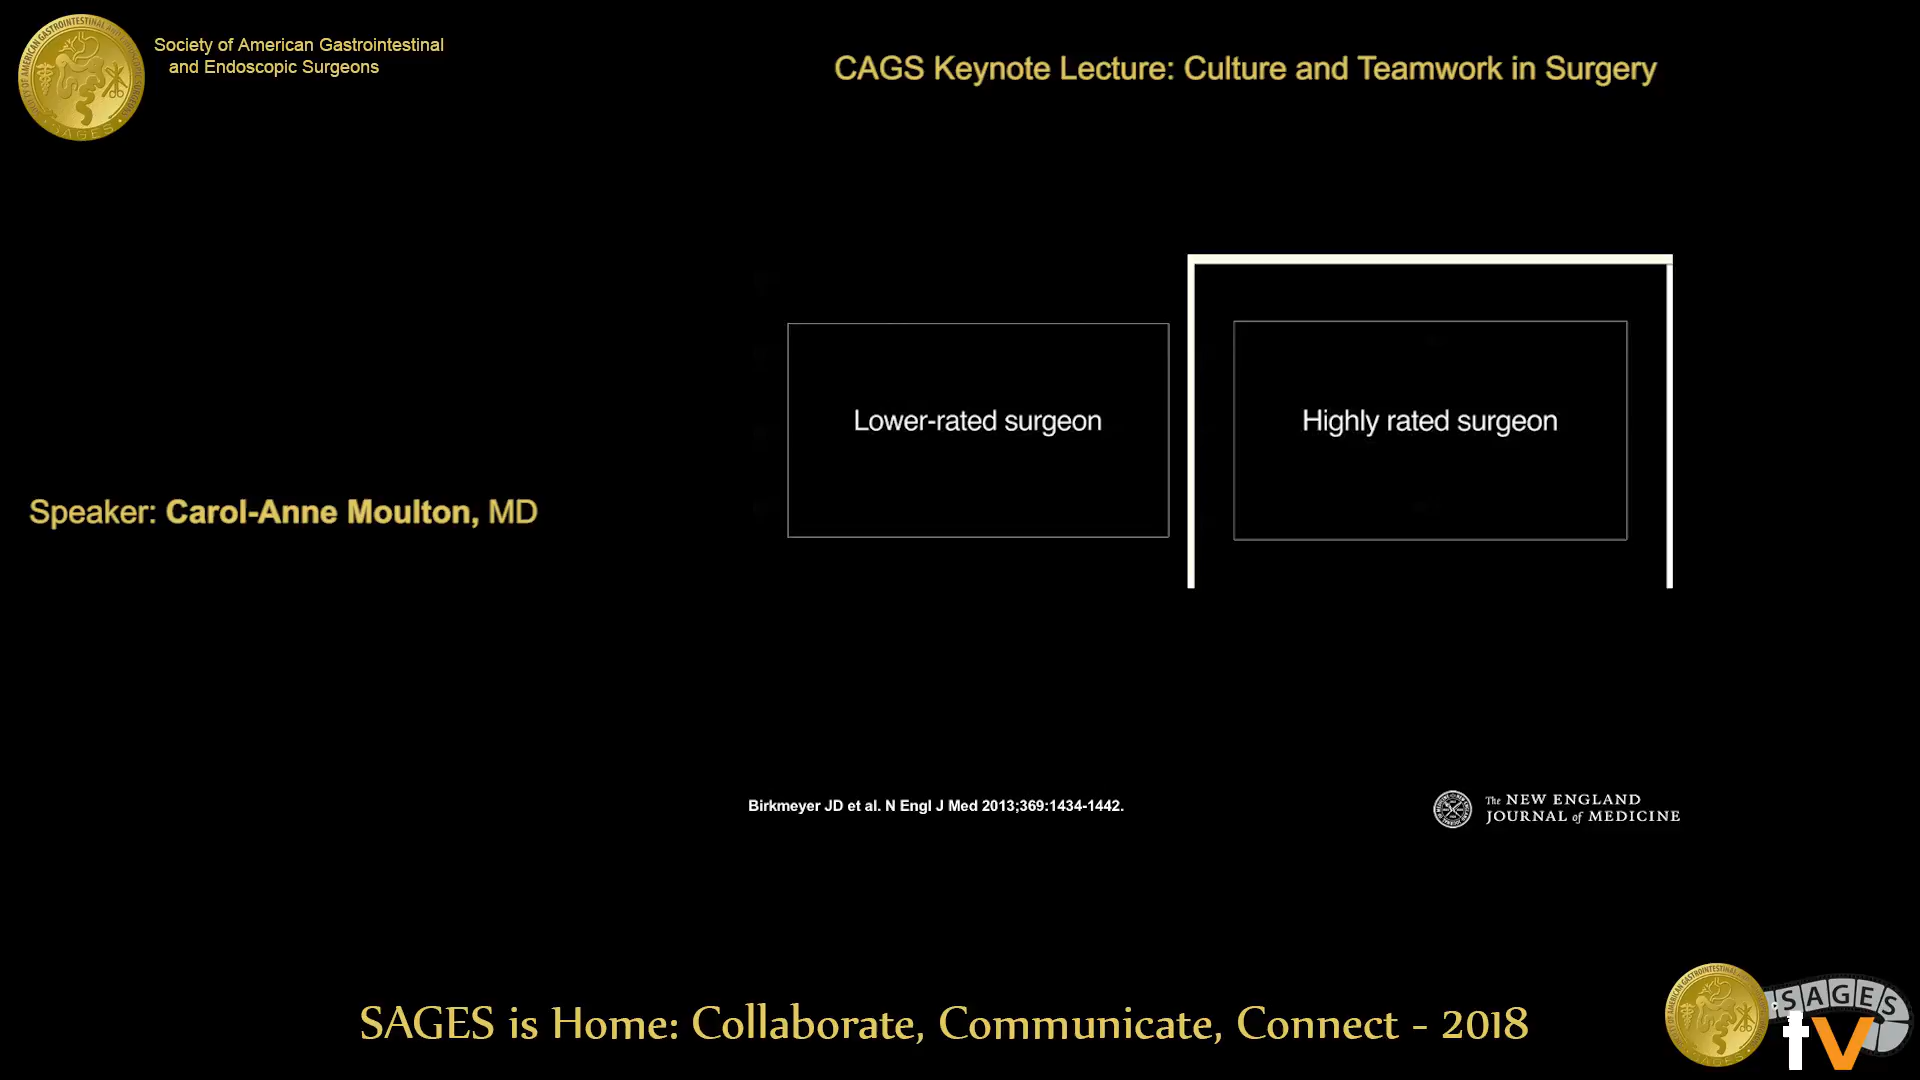 Society of American Gastrointestinal
and Endoscopic Surgeons
CAGS Keynote Lecture: Culture and Teamwork in Surgery
Lower-rated surgeon
Highly rated surgeon
Speaker: Carol-Anne Moulton, MD
Birkmeyer JD et al. N Engl J Med 2013;369:1434-1442.
The NEW ENGLAND
JOURNAL of MEDICINE
SAGES is Home: Collaborate, Communicate, Connect - 2018
SAGES
tv